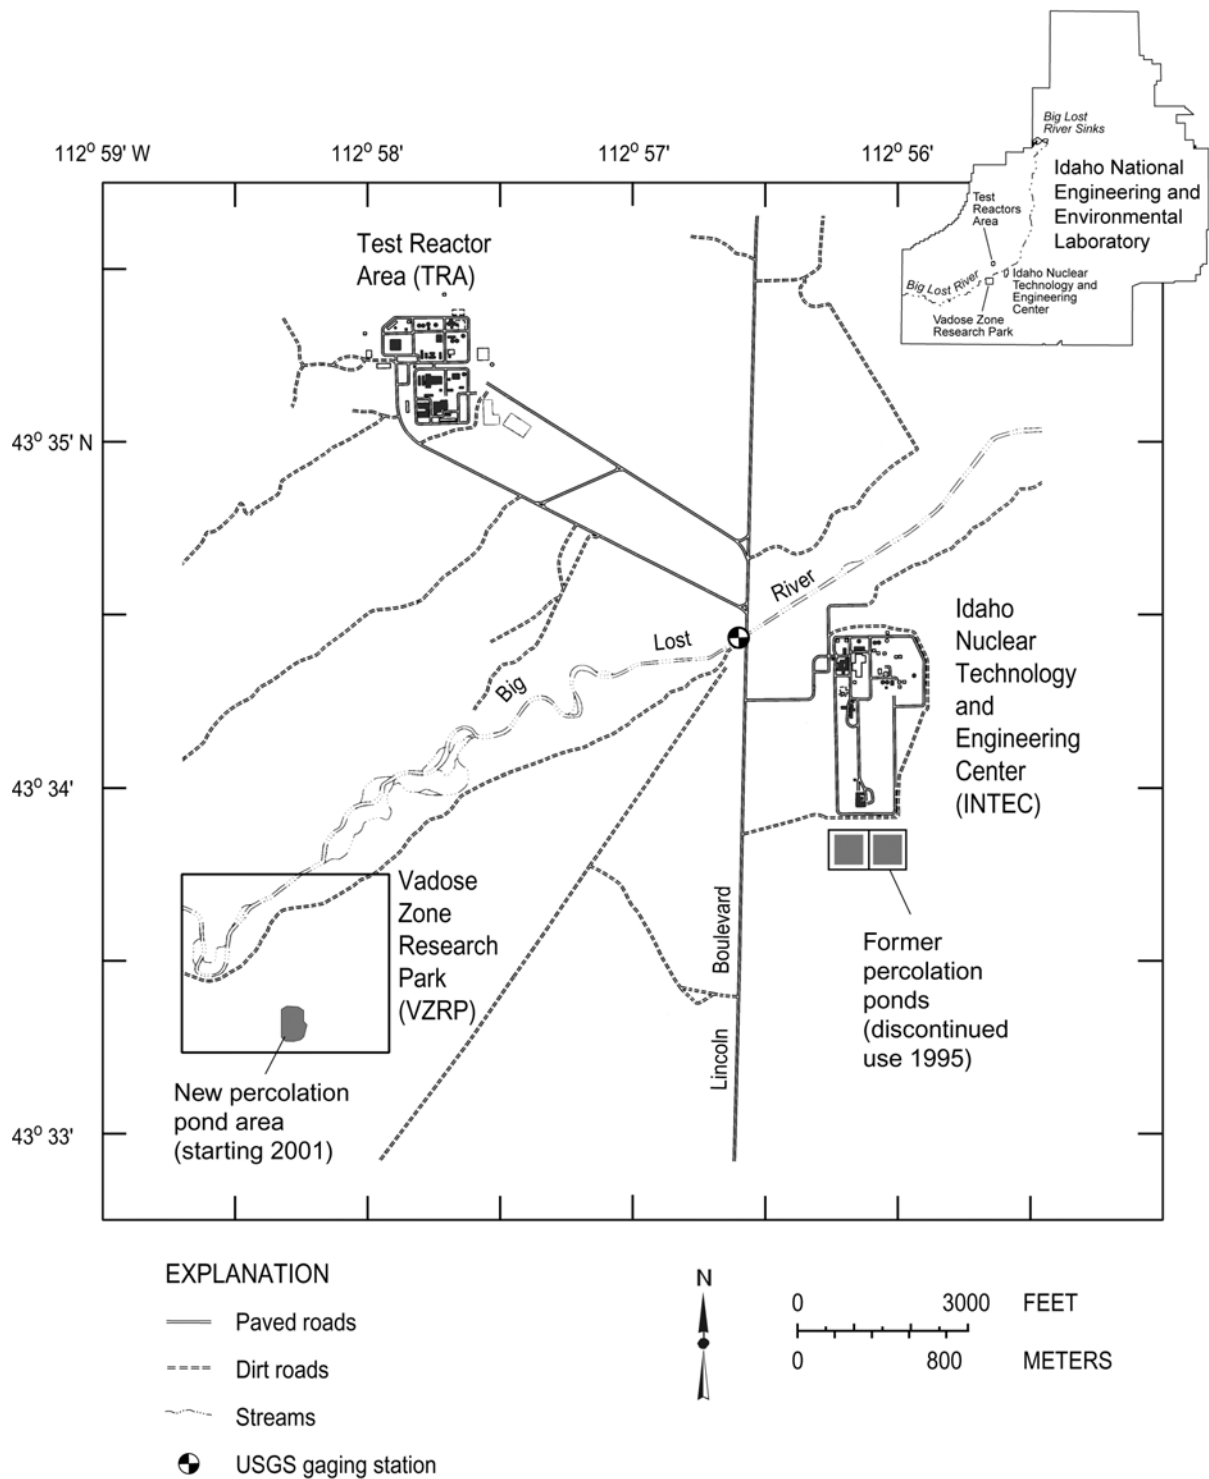 Big Lost
River Sinks
Idaho National
Engineering and
Environmental
Laboratory
Test
Reactors
Area
Big Lost River
Idaho Nuclear
Technology and
Engineering
Center
Vadose Zone
Research Park
112° 59' W
112° 58'
112° 57'
112° 56'
Test Reactor
Area (TRA)
43° 35' N
River
Lost
Big
Idaho
Nuclear
Technology
and
Engineering
Center
(INTEC)
43° 34'
Vadose
Zone
Research
Park
(VZRP)
Boulevard
Lincoln
Former
percolation
ponds
(discontinued
use 1995)
New percolation
pond area
(starting 2001)
43° 33'
EXPLANATION
Paved roads
Dirt roads
Streams
USGS gaging station
N
0 3000 FEET
0 800 METERS